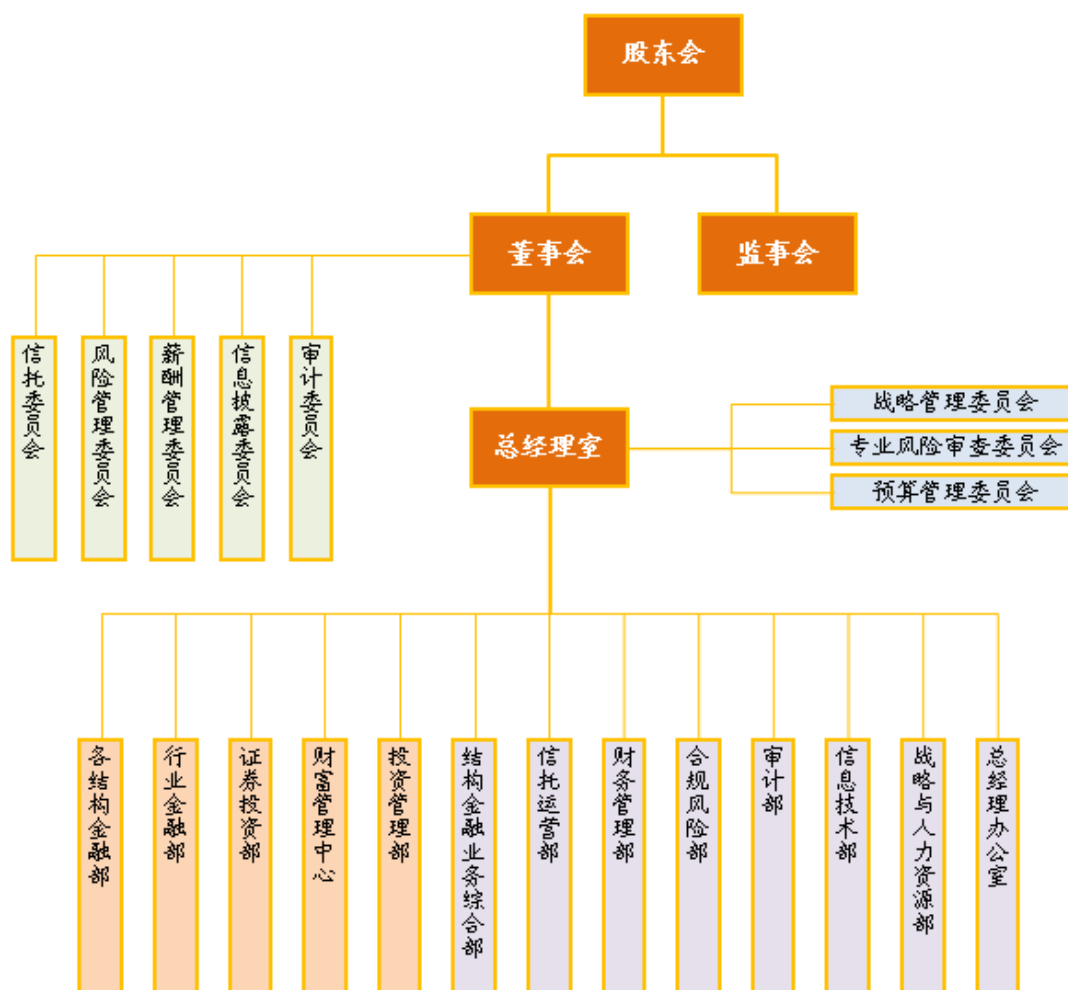 股东会
董事会
监事会
信托委员会
风险管理委员会
薪酬管理委员会
信息披露委员会
审计委员会
总经理室
战略管理委员会
专业风险审查委员会
预算管理委员会
各结构金融部
行业金融部
证券投资部
财富管理中心
投资管理部
结构金融业务综合部
信托运营部
财务管理部
合规风险部
审计部
信息技术部
战略与人力资源部
总经理办公室